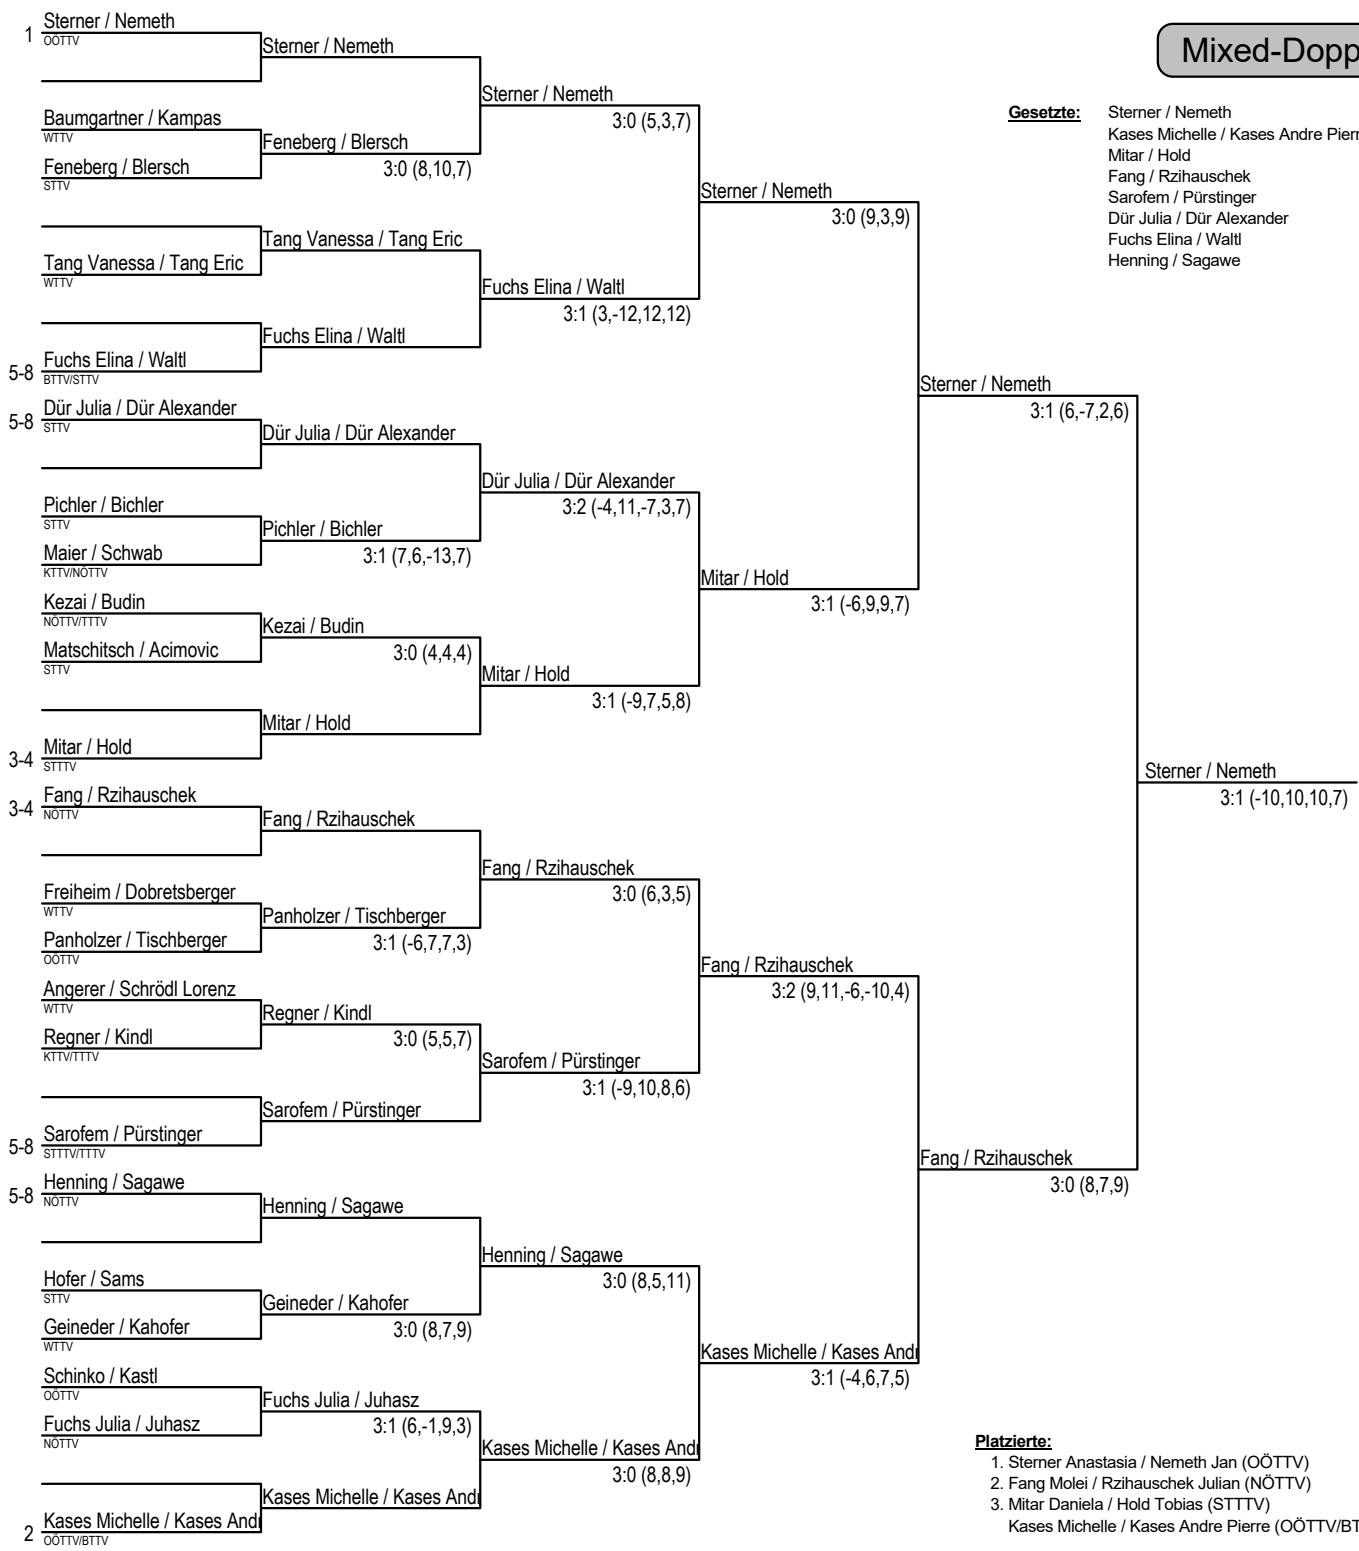 Mixed-Dopp
Gesetzte:
Sterner / Nemeth
Kases Michelle / Kases Andre Pierr
Mitar / Hold
Fang / Rzihauschek
Sarofem / Pürstinger
Dür Julia / Dür Alexander
Fuchs Elina / Waltl
Henning / Sagawe
1 Sterner / Nemeth
OÖTTV
Baumgartner / Kampas
WTTV
Feneberg / Blersch
STTV
Tang Vanessa / Tang Eric
WTTV
5-8 Fuchs Elina / Waltl
BTTV/STTV
5-8 Dür Julia / Dür Alexander
STTV
Pichler / Bichler
STTV
Maier / Schwab
KTTV/NÖTTV
Kezai / Budin
NÖTTV/TTTV
Matschitsch / Acimovic
STTV
3-4 Mitar / Hold
STTTV
3-4 Fang / Rzihauschek
NÖTTV
Freiheim / Dobretsberger
WTTV
Panholzer / Tischberger
OÖTTV
Angerer / Schrödl Lorenz
WTTV
Regner / Kindl
KTTV/TTTV
5-8 Sarofem / Pürstinger
STTTV/TTTV
5-8 Henning / Sagawe
NÖTTV
Hofer / Sams
STTV
Geineder / Kahofer
WTTV
Schinko / Kastl
OÖTTV
Fuchs Julia / Juhasz
NÖTTV
2 Kases Michelle / Kases Andr
OÖTTV/BTTV
Sterner / Nemeth
Feneberg / Blersch
3:0 (8,10,7)
Tang Vanessa / Tang Eric
Fuchs Elina / Waltl
Dür Julia / Dür Alexander
Pichler / Bichler
3:1 (7,6,-13,7)
Kezai / Budin
3:0 (4,4,4)
Mitar / Hold
Fang / Rzihauschek
Panholzer / Tischberger
3:1 (-6,7,7,3)
Regner / Kindl
3:0 (5,5,7)
Sarofem / Pürstinger
Henning / Sagawe
Geineder / Kahofer
3:0 (8,7,9)
Fuchs Julia / Juhasz
3:1 (6,-1,9,3)
Kases Michelle / Kases Andr
Sterner / Nemeth
3:0 (5,3,7)
Fuchs Elina / Waltl
3:1 (3,-12,12,12)
Dür Julia / Dür Alexander
3:2 (-4,11,-7,3,7)
Mitar / Hold
3:1 (-9,7,5,8)
Fang / Rzihauschek
3:0 (6,3,5)
Sarofem / Pürstinger
3:1 (-9,10,8,6)
Henning / Sagawe
3:0 (8,5,11)
Kases Michelle / Kases Andr
3:0 (8,8,9)
Sterner / Nemeth
3:0 (9,3,9)
Mitar / Hold
3:1 (-6,9,9,7)
Fang / Rzihauschek
3:2 (9,11,-6,-10,4)
Kases Michelle / Kases Andr
3:1 (-4,6,7,5)
Sterner / Nemeth
3:1 (6,-7,2,6)
Fang / Rzihauschek
3:0 (8,7,9)
Sterner / Nemeth
3:1 (-10,10,10,7)
Platzierte:
1. Sterner Anastasia / Nemeth Jan (OÖTTV)
2. Fang Molei / Rzihauschek Julian (NÖTTV)
3. Mitar Daniela / Hold Tobias (STTTV)
Kases Michelle / Kases Andre Pierre (OÖTTV/BT